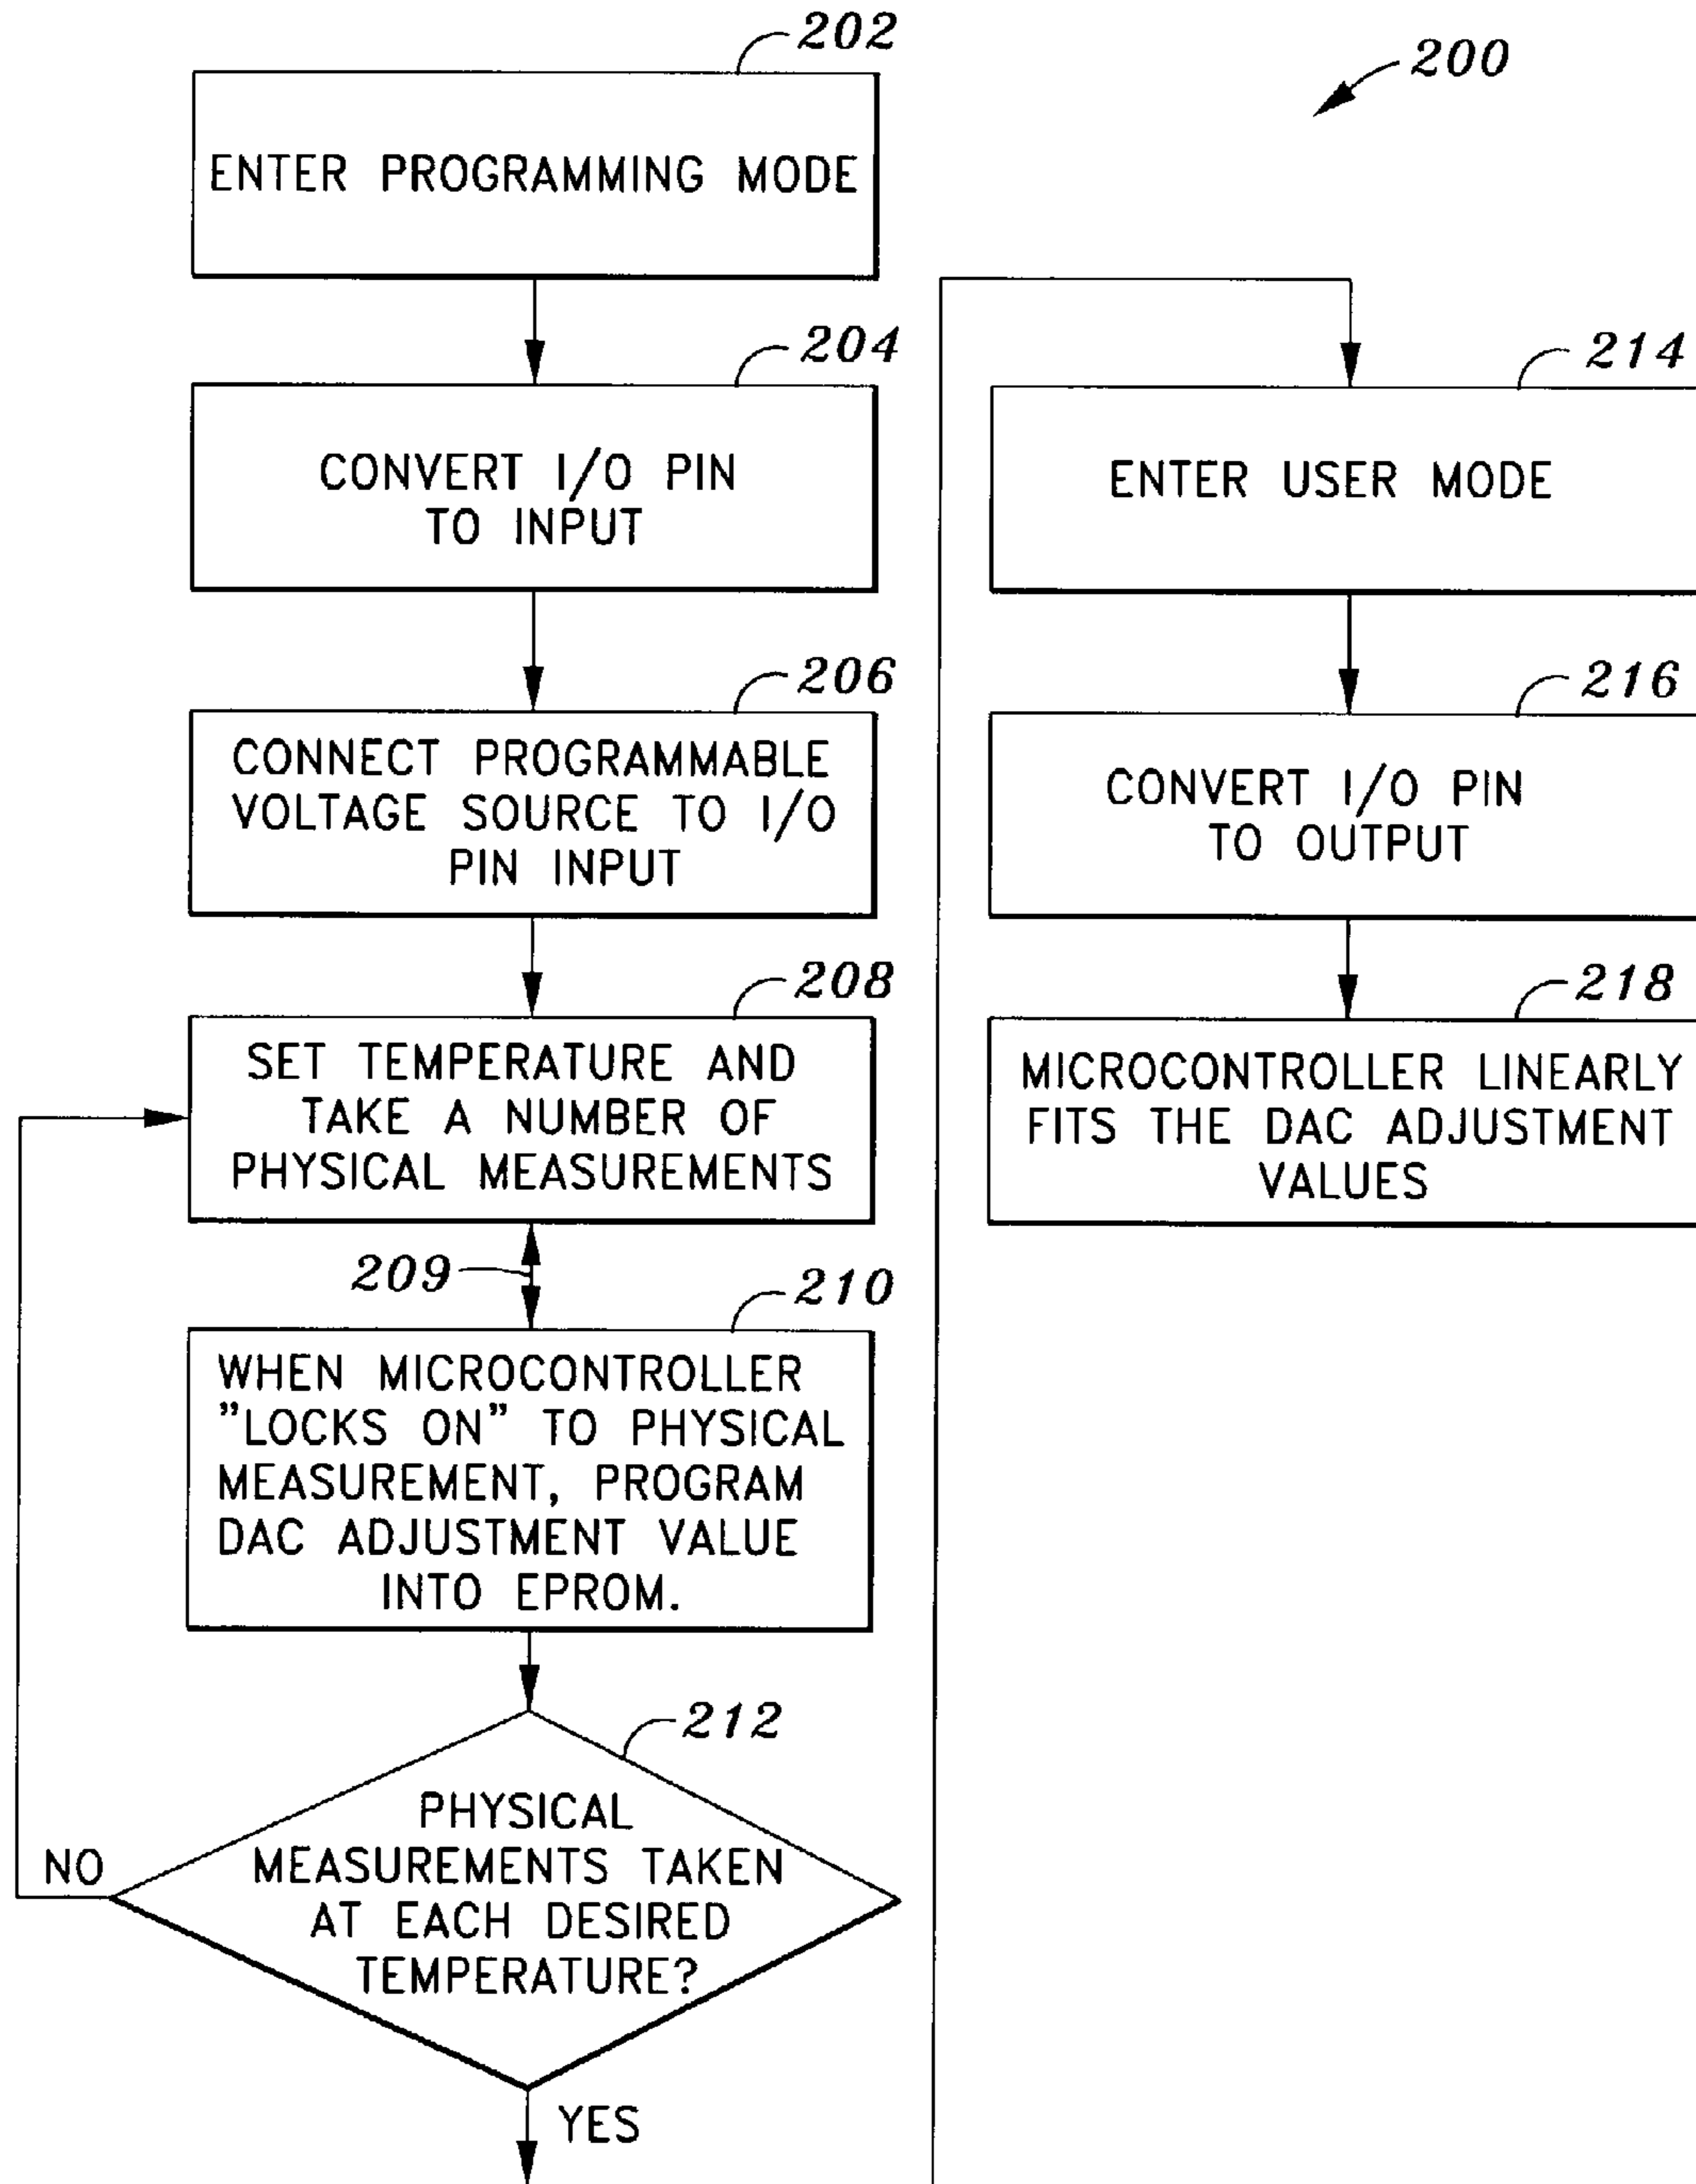 202
ENTER PROGRAMMING MODE
204
CONVERT I/O PIN
TO INPUT
206
CONNECT PROGRAMMABLE
VOLTAGE SOURCE TO I/O
PIN INPUT
208
SET TEMPERATURE AND
TAKE A NUMBER OF
PHYSICAL MEASUREMENTS
209
210
WHEN MICROCONTROLLER
"LOCKS ON" TO PHYSICAL
MEASUREMENT, PROGRAM
DAC ADJUSTMENT VALUE
INTO EPROM.
212
PHYSICAL
MEASUREMENTS TAKEN
AT EACH DESIRED
TEMPERATURE?
NO
YES
200
214
ENTER USER MODE
216
CONVERT I/O PIN
TO OUTPUT
218
MICROCONTROLLER LINEARLY
FITS THE DAC ADJUSTMENT
VALUES